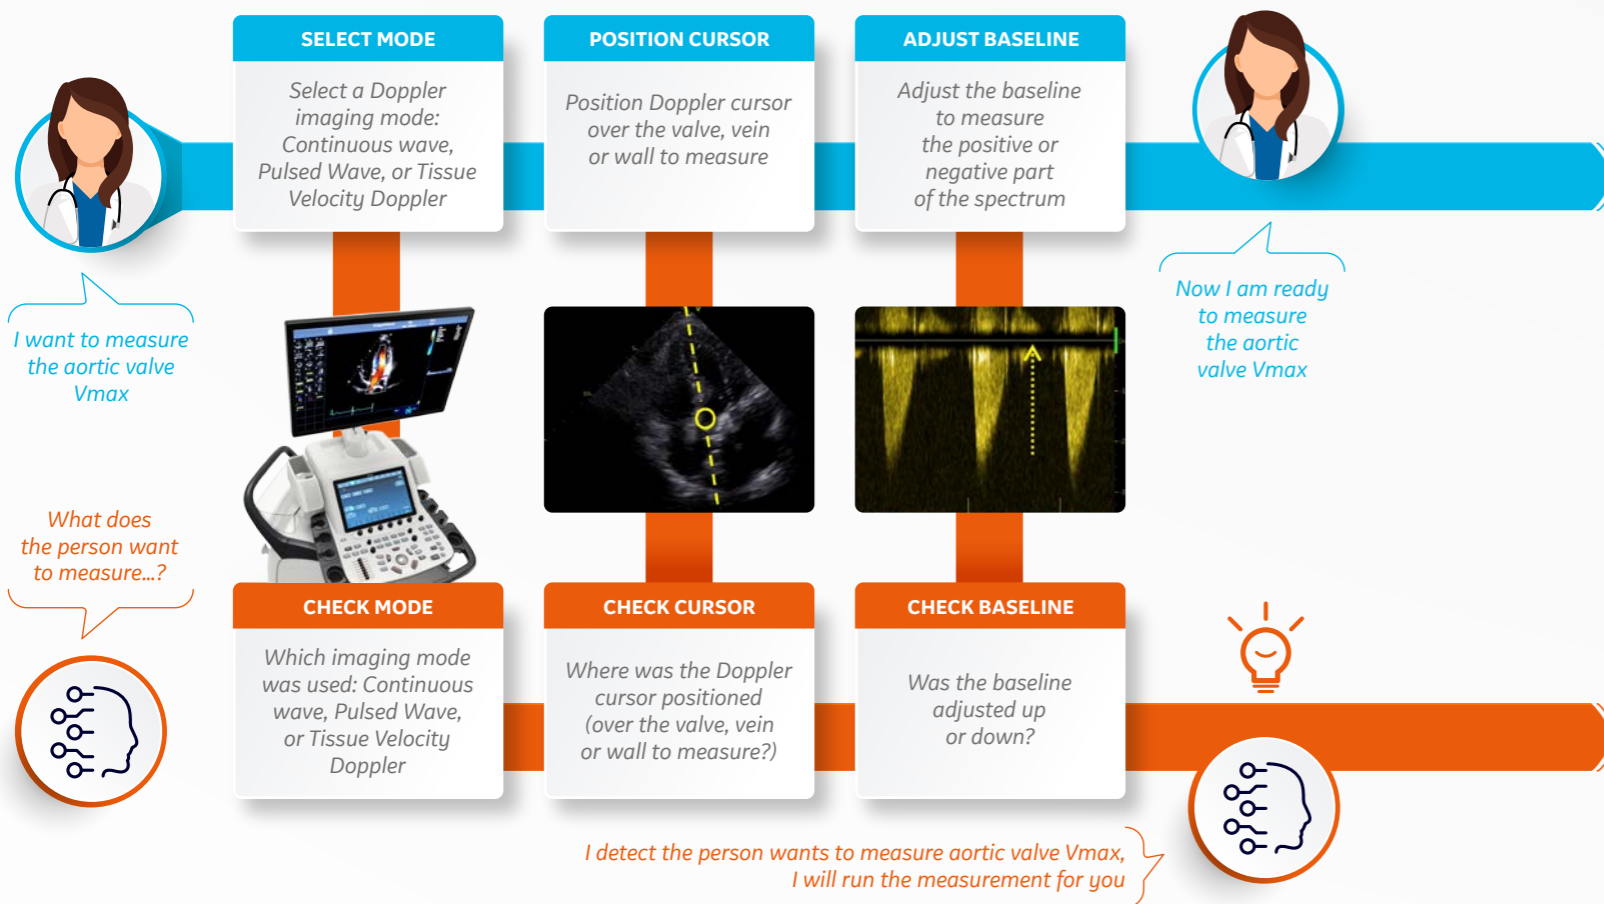 SELECT MODE
Select a Doppler
imaging mode:
Continuous wave,
Pulsed Wave, or Tissue
Velocity Doppler
POSITION CURSOR
Position Doppler cursor
over the valve, vein
or wall to measure
ADJUST BASELINE
Adjust the baseline
to measure
the positive or
negative part
of the spectrum
I want to measure
the aortic valve
Vmax
Now I am ready
to measure
the aortic
valve Vmax
What does
the person want
to measure...?
CHECK MODE
Which imaging mode
was used: Continuous
wave, Pulsed Wave,
or Tissue Velocity
Doppler
CHECK CURSOR
Where was the Doppler
cursor positioned
(over the valve, vein
or wall to measure?)
CHECK BASELINE
Was the baseline
adjusted up
or down?
I detect the person wants to measure aortic valve Vmax,
I will run the measurement for you